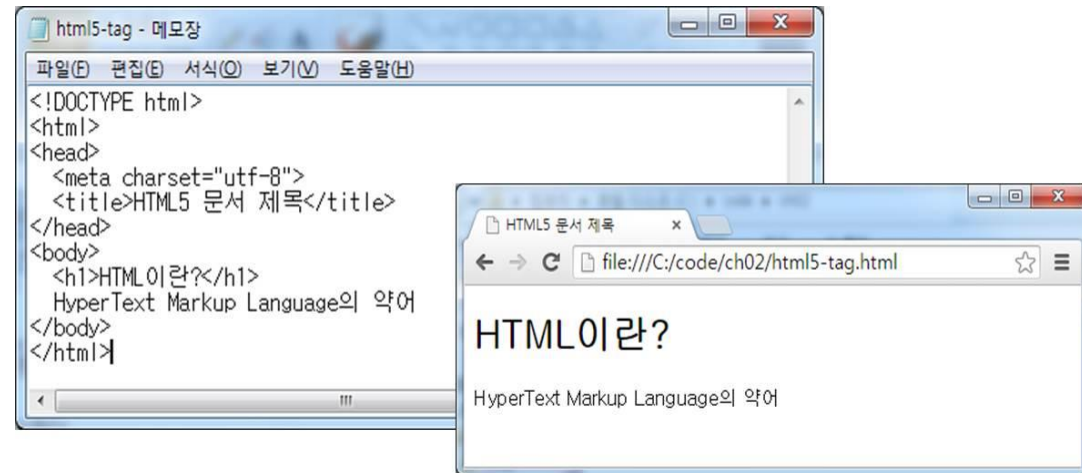 html5-tag - 메모장
파일(F) 편집(E) 서식(O) 보기(V) 도움말(H)
<!DOCTYPE html>
<html>
<head>
<meta charset="utf-8">
<title>HTML5 문서 제목</title>
</head>
<body>
<h1>HTML이란?</h1>
HyperText Markup Language의 약어
</body>
</html>
HTML5 문서 제목
file:///C:/code/ch02/html5-tag.html
HTML이란?
HyperText Markup Language의 약어